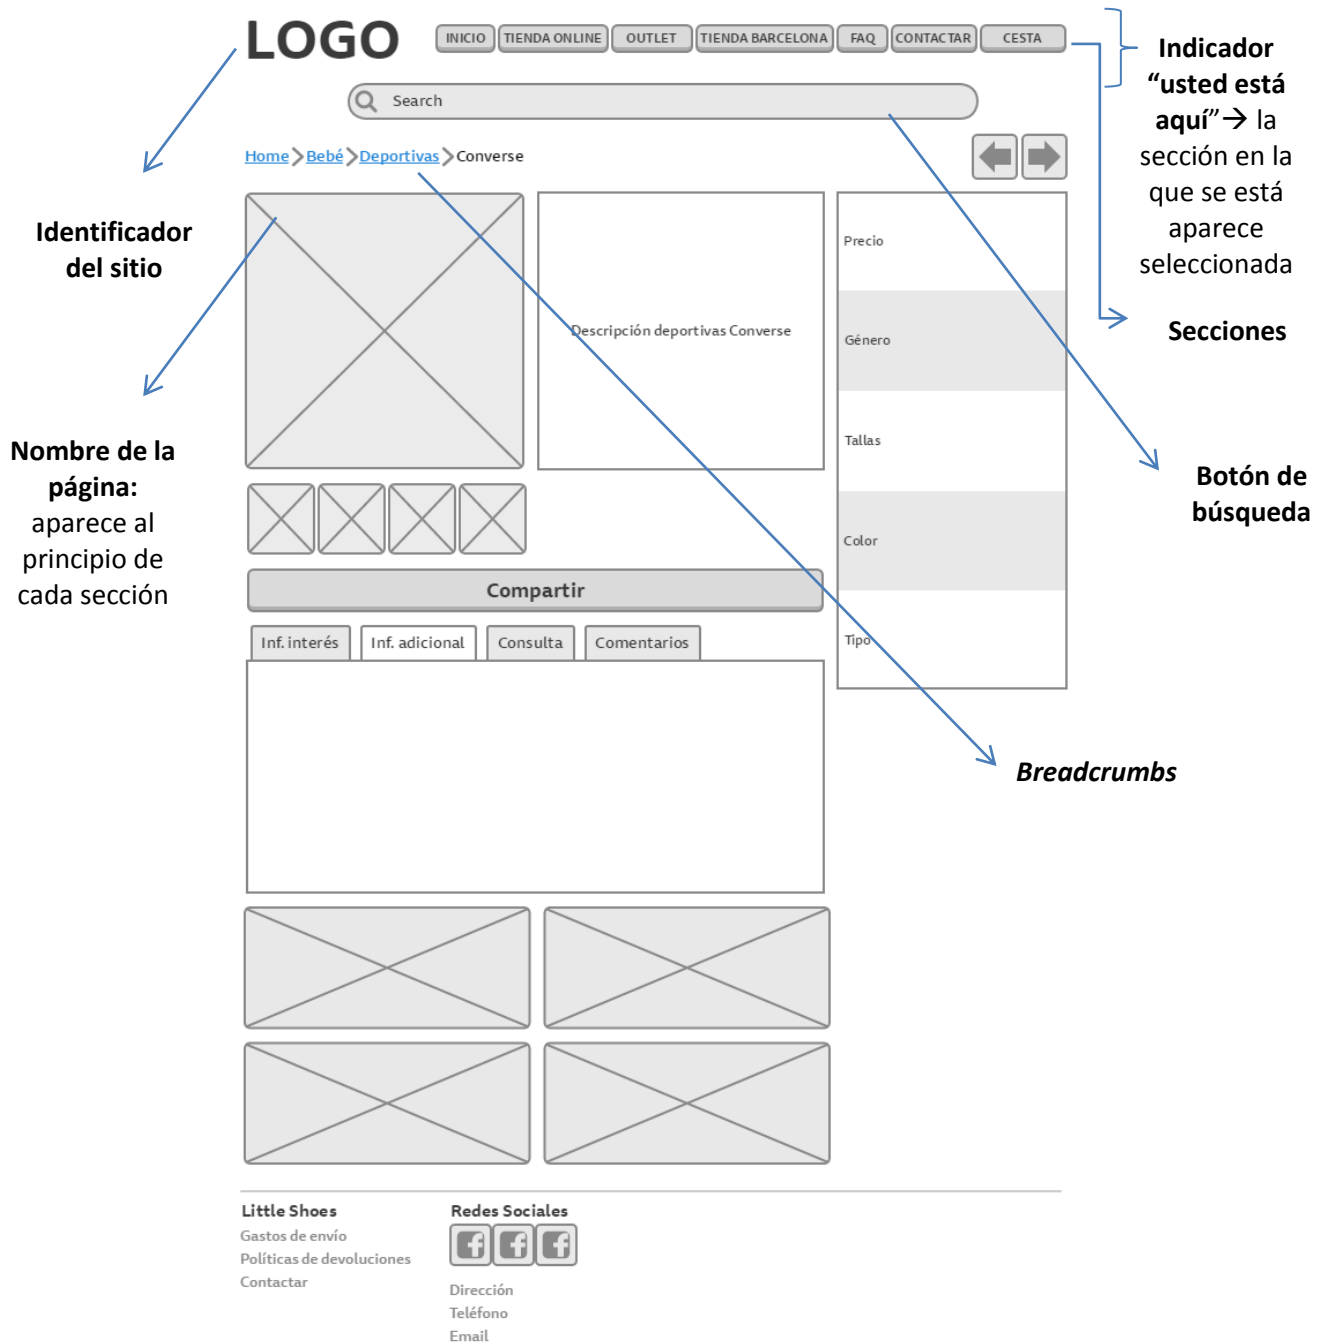 LOGO
INICIO TIENDA ONLINE OUTLET TIENDA BARCELONA FAQ CONTACTAR CESTA
Search
Home Bebé Deportivas Converse
Indicador
“usted está
aquí”→ la
sección en la
que se está
aparece
seleccionada
Identificador
del sitio
Secciones
Nombre de la
página:
aparece al
principio de
cada sección
Botón de
búsqueda
Descripción deportivas Converse
Precio
Género
Tallas
Color
Tipo
Compartir
Inf. interés Inf. adicional Consulta Comentarios
Breadcrumbs
Little Shoes
Gastos de envío
Políticas de devoluciones
Contactar
Redes Sociales
f f f
Dirección
Teléfono
Email